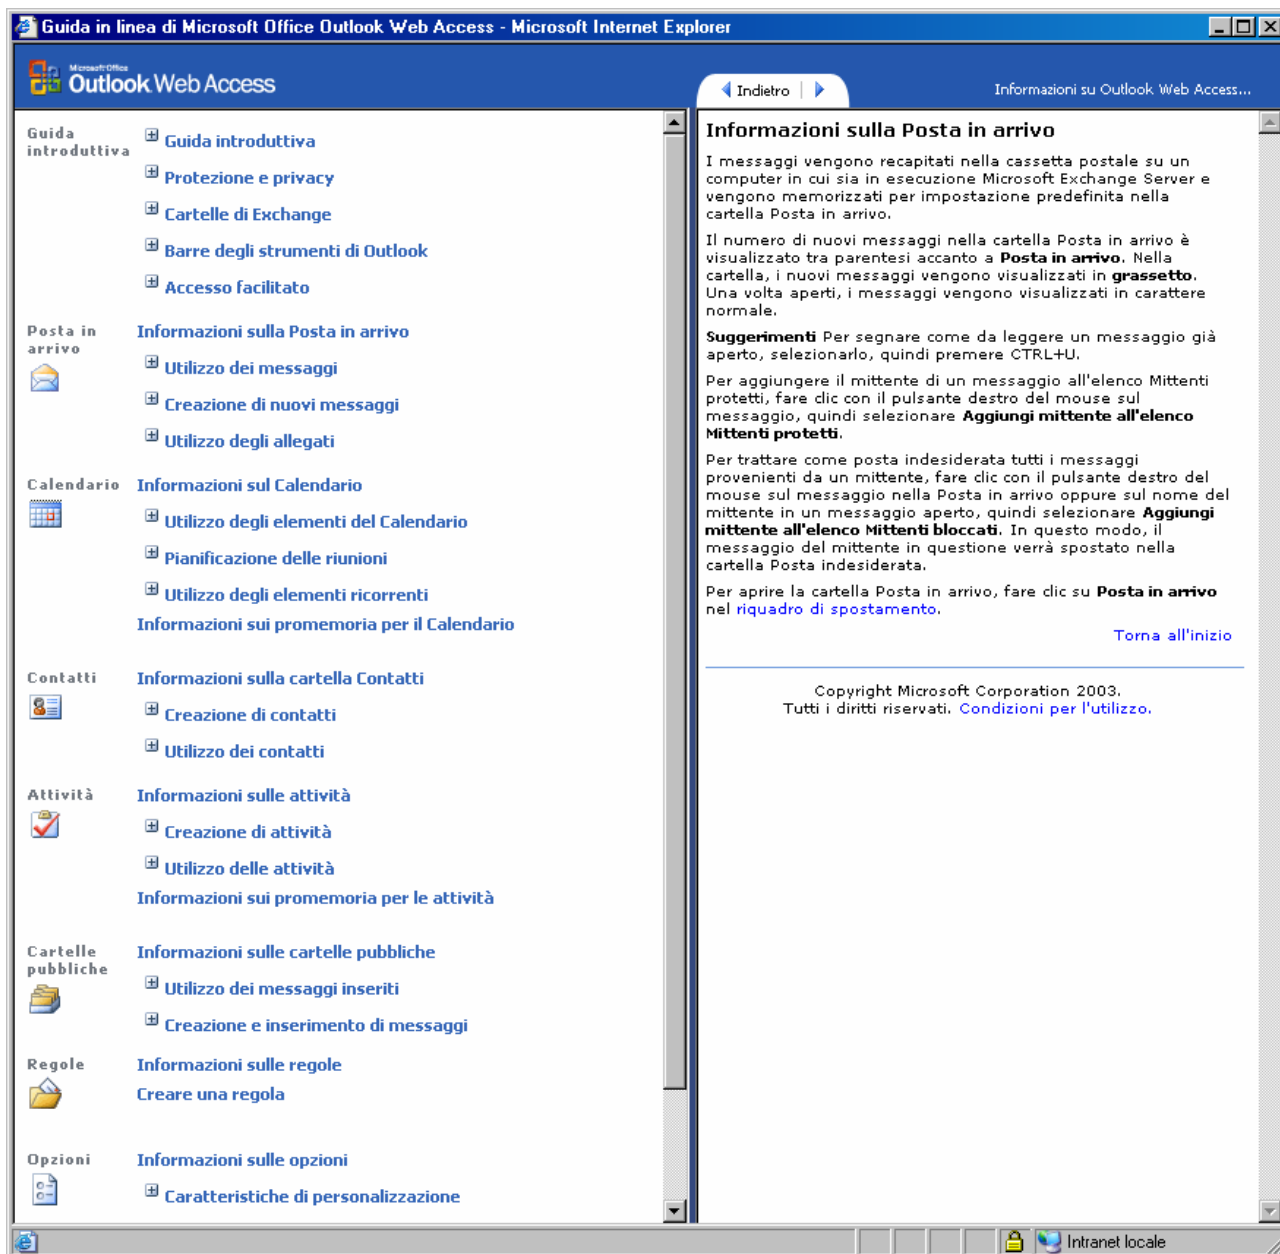 Guida in linea di Microsoft Office Outlook Web Access - Microsoft Internet Explorer
Microsoft Office
Outlook Web Access
Indietro
Informazioni su Outlook Web Access...
Guida
introduttiva
Guida introduttiva
Protezione e privacy
Cartelle di Exchange
Barre degli strumenti di Outlook
Accesso facilitato
Posta in
arrivo
Informazioni sulla Posta in arrivo
Utilizzo dei messaggi
Creazione di nuovi messaggi
Utilizzo degli allegati
Calendario
Informazioni sul Calendario
Utilizzo degli elementi del Calendario
Pianificazione delle riunioni
Utilizzo degli elementi ricorrenti
Informazioni sui promemoria per il Calendario
Contatti
Informazioni sulla cartella Contatti
Creazione di contatti
Utilizzo dei contatti
Attività
Informazioni sulle attività
Creazione di attività
Utilizzo delle attività
Informazioni sui promemoria per le attività
Cartelle
pubbliche
Informazioni sulle cartelle pubbliche
Utilizzo dei messaggi inseriti
Creazione e inserimento di messaggi
Regole
Informazioni sulle regole
Creare una regola
Opzioni
Informazioni sulle opzioni
Caratteristiche di personalizzazione
Informazioni sulla Posta in arrivo
I messaggi vengono recapitati nella cassetta postale su un
computer in cui sia in esecuzione Microsoft Exchange Server e
vengono memorizzati per impostazione predefinita nella
cartella Posta in arrivo.
Il numero di nuovi messaggi nella cartella Posta in arrivo è
visualizzato tra parentesi accanto a Posta in arrivo. Nella
cartella, i nuovi messaggi vengono visualizzati in grassetto.
Una volta aperti, i messaggi vengono visualizzati in carattere
normale.
Suggerimenti Per segnare come da leggere un messaggio già
aperto, selezionarlo, quindi premere CTRL+U.
Per aggiungere il mittente di un messaggio all'elenco Mittenti
protetti, fare clic con il pulsante destro del mouse sul
messaggio, quindi selezionare Aggiungi mittente all'elenco
Mittenti protetti.
Per trattare come posta indesiderata tutti i messaggi
provenienti da un mittente, fare clic con il pulsante destro del
mouse sul messaggio nella Posta in arrivo oppure sul nome del
mittente in un messaggio aperto, quindi selezionare Aggiungi
mittente all'elenco Mittenti bloccati. In questo modo, il
messaggio del mittente in questione verrà spostato nella
cartella Posta indesiderata.
Per aprire la cartella Posta in arrivo, fare clic su Posta in arrivo
nel riquadro di spostamento.
Torna all'inizio
Copyright Microsoft Corporation 2003.
Tutti i diritti riservati. Condizioni per l'utilizzo.
Intranet locale